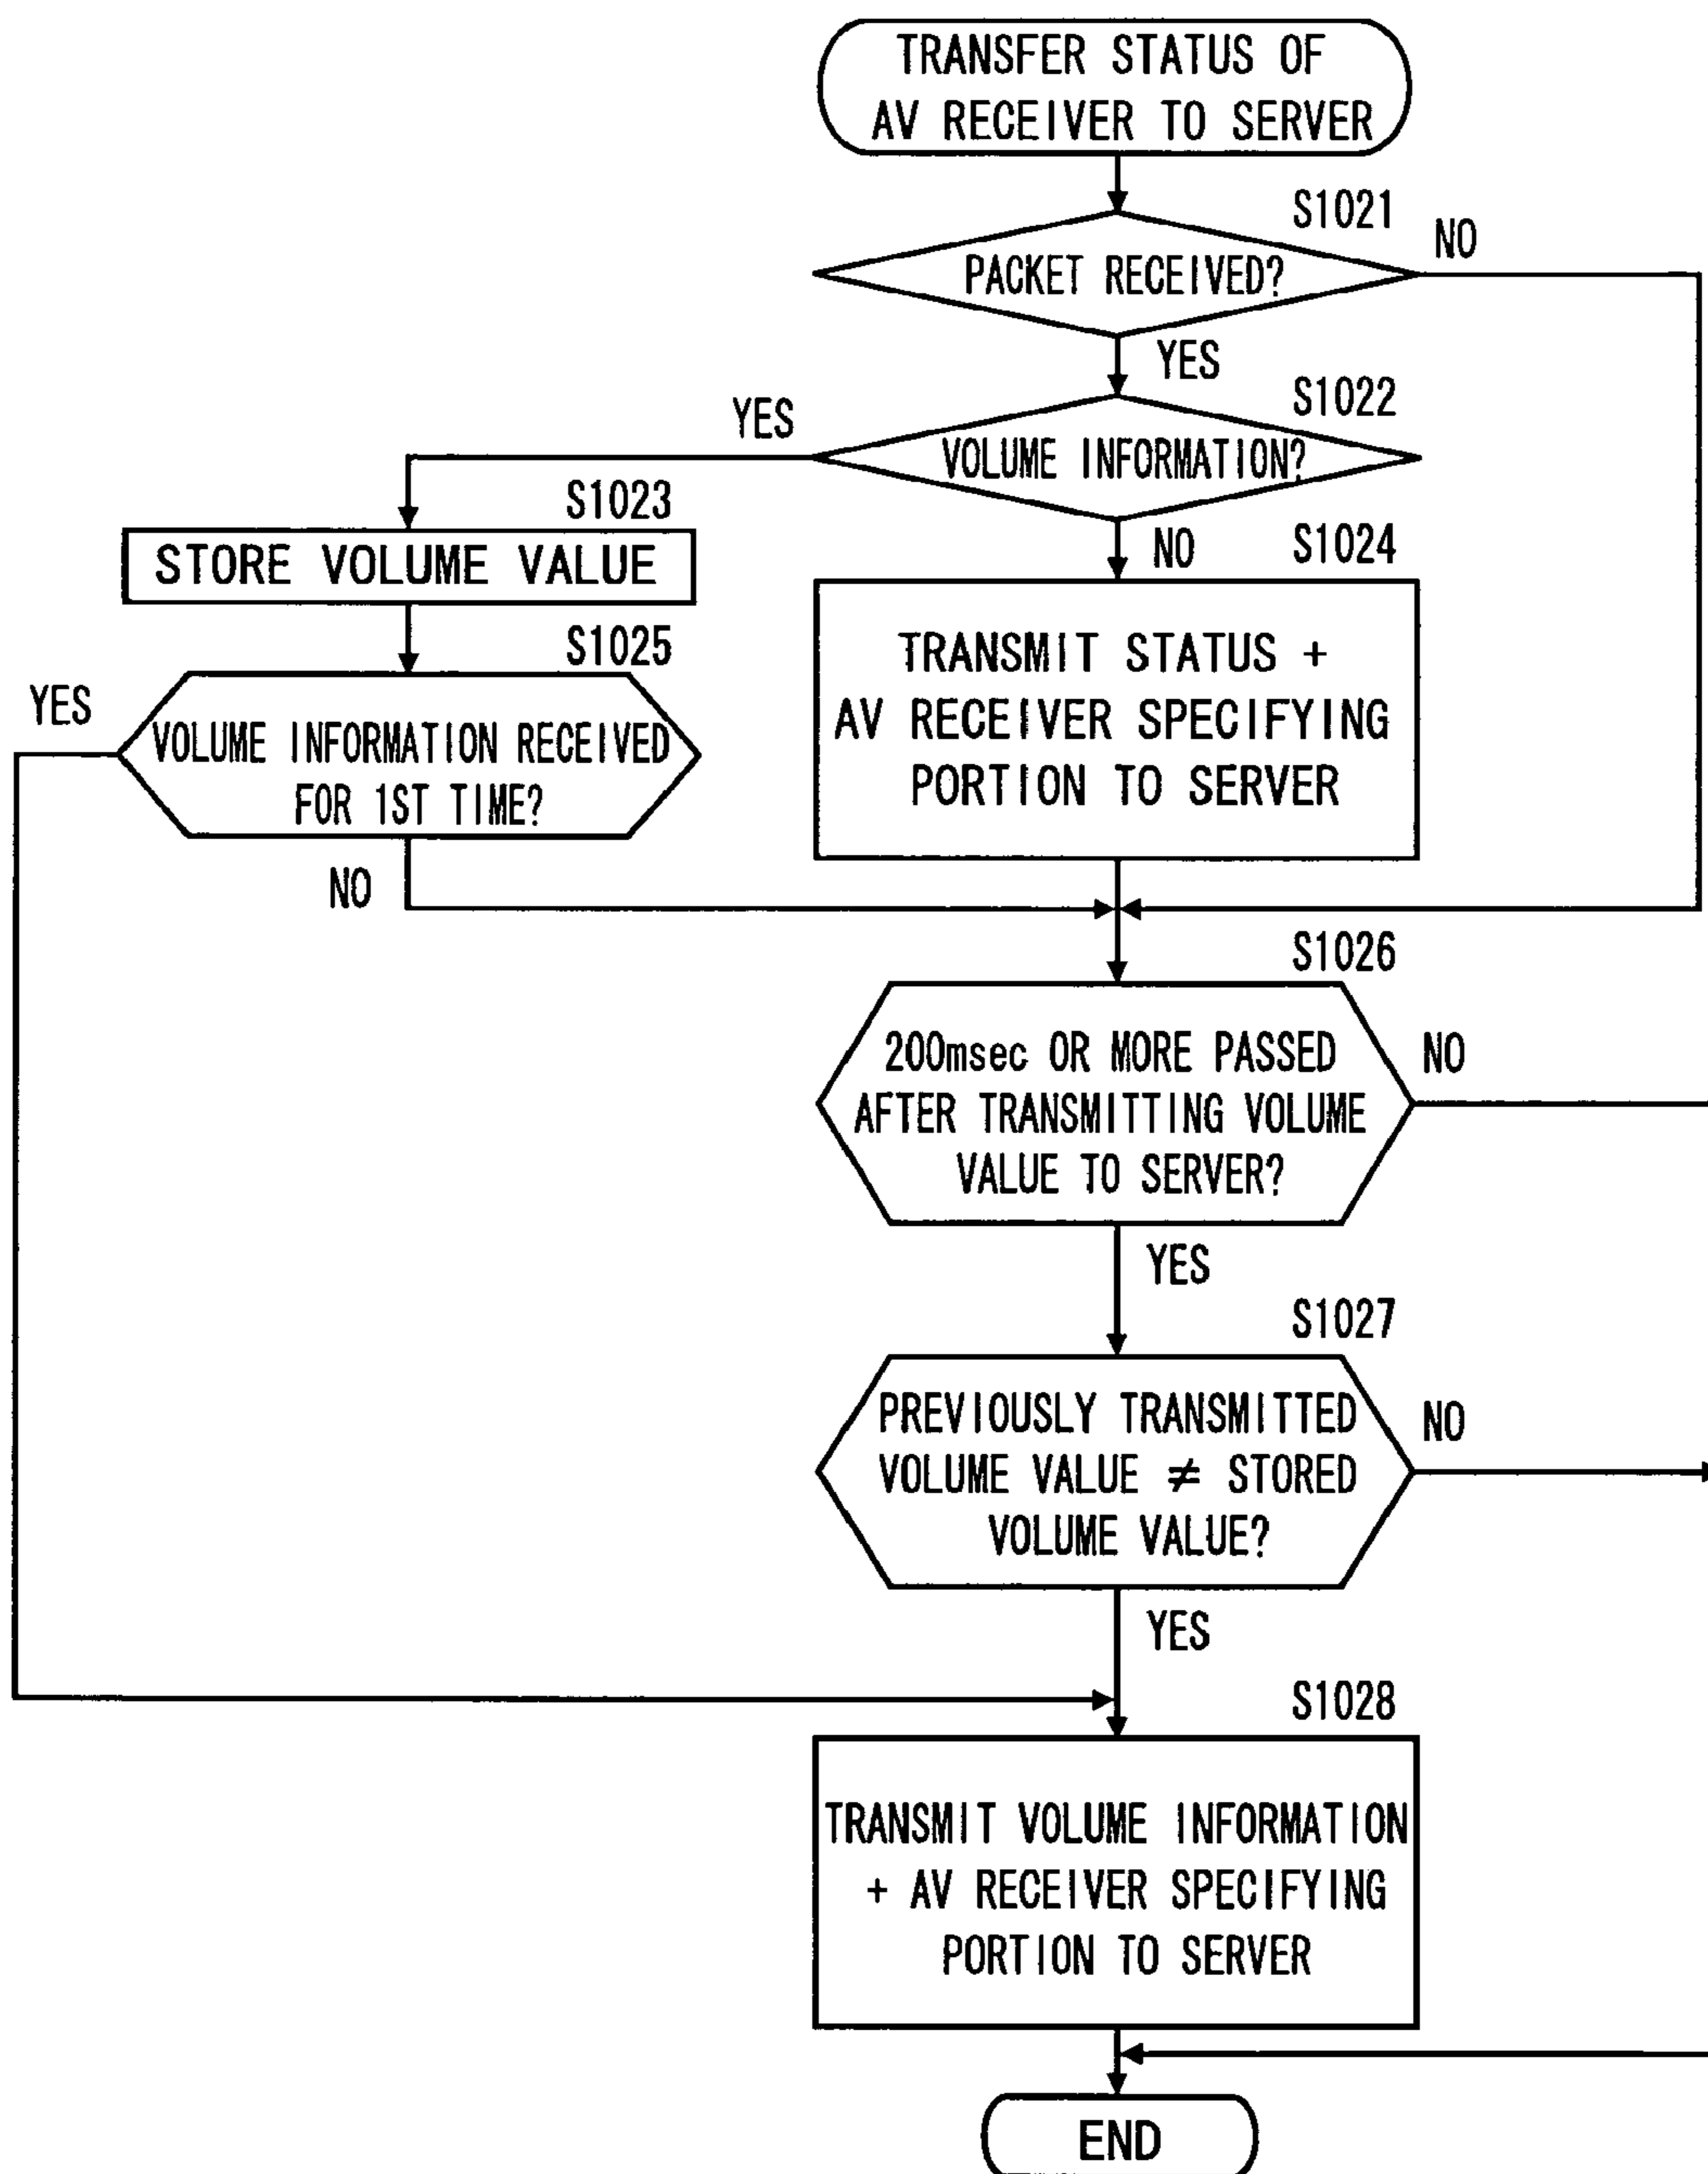 TRANSFER STATUS OF
AV RECEIVER TO SERVER
S1021
NO
PACKET RECEIVED?
YES
S1022
YES
VOLUME INFORMATION?
S1023
NO
S1024
STORE VOLUME VALUE
S1025
TRANSMIT STATUS +
AV RECEIVER SPECIFYING
PORTION TO SERVER
YES
VOLUME INFORMATION RECEIVED
FOR 1ST TIME?
NO
S1026
200msec OR MORE PASSED
AFTER TRANSMITTING VOLUME
VALUE TO SERVER?
NO
YES
S1027
PREVIOUSLY TRANSMITTED
VOLUME VALUE ≠ STORED
VOLUME VALUE?
NO
YES
S1028
TRANSMIT VOLUME INFORMATION
+ AV RECEIVER SPECIFYING
PORTION TO SERVER
END